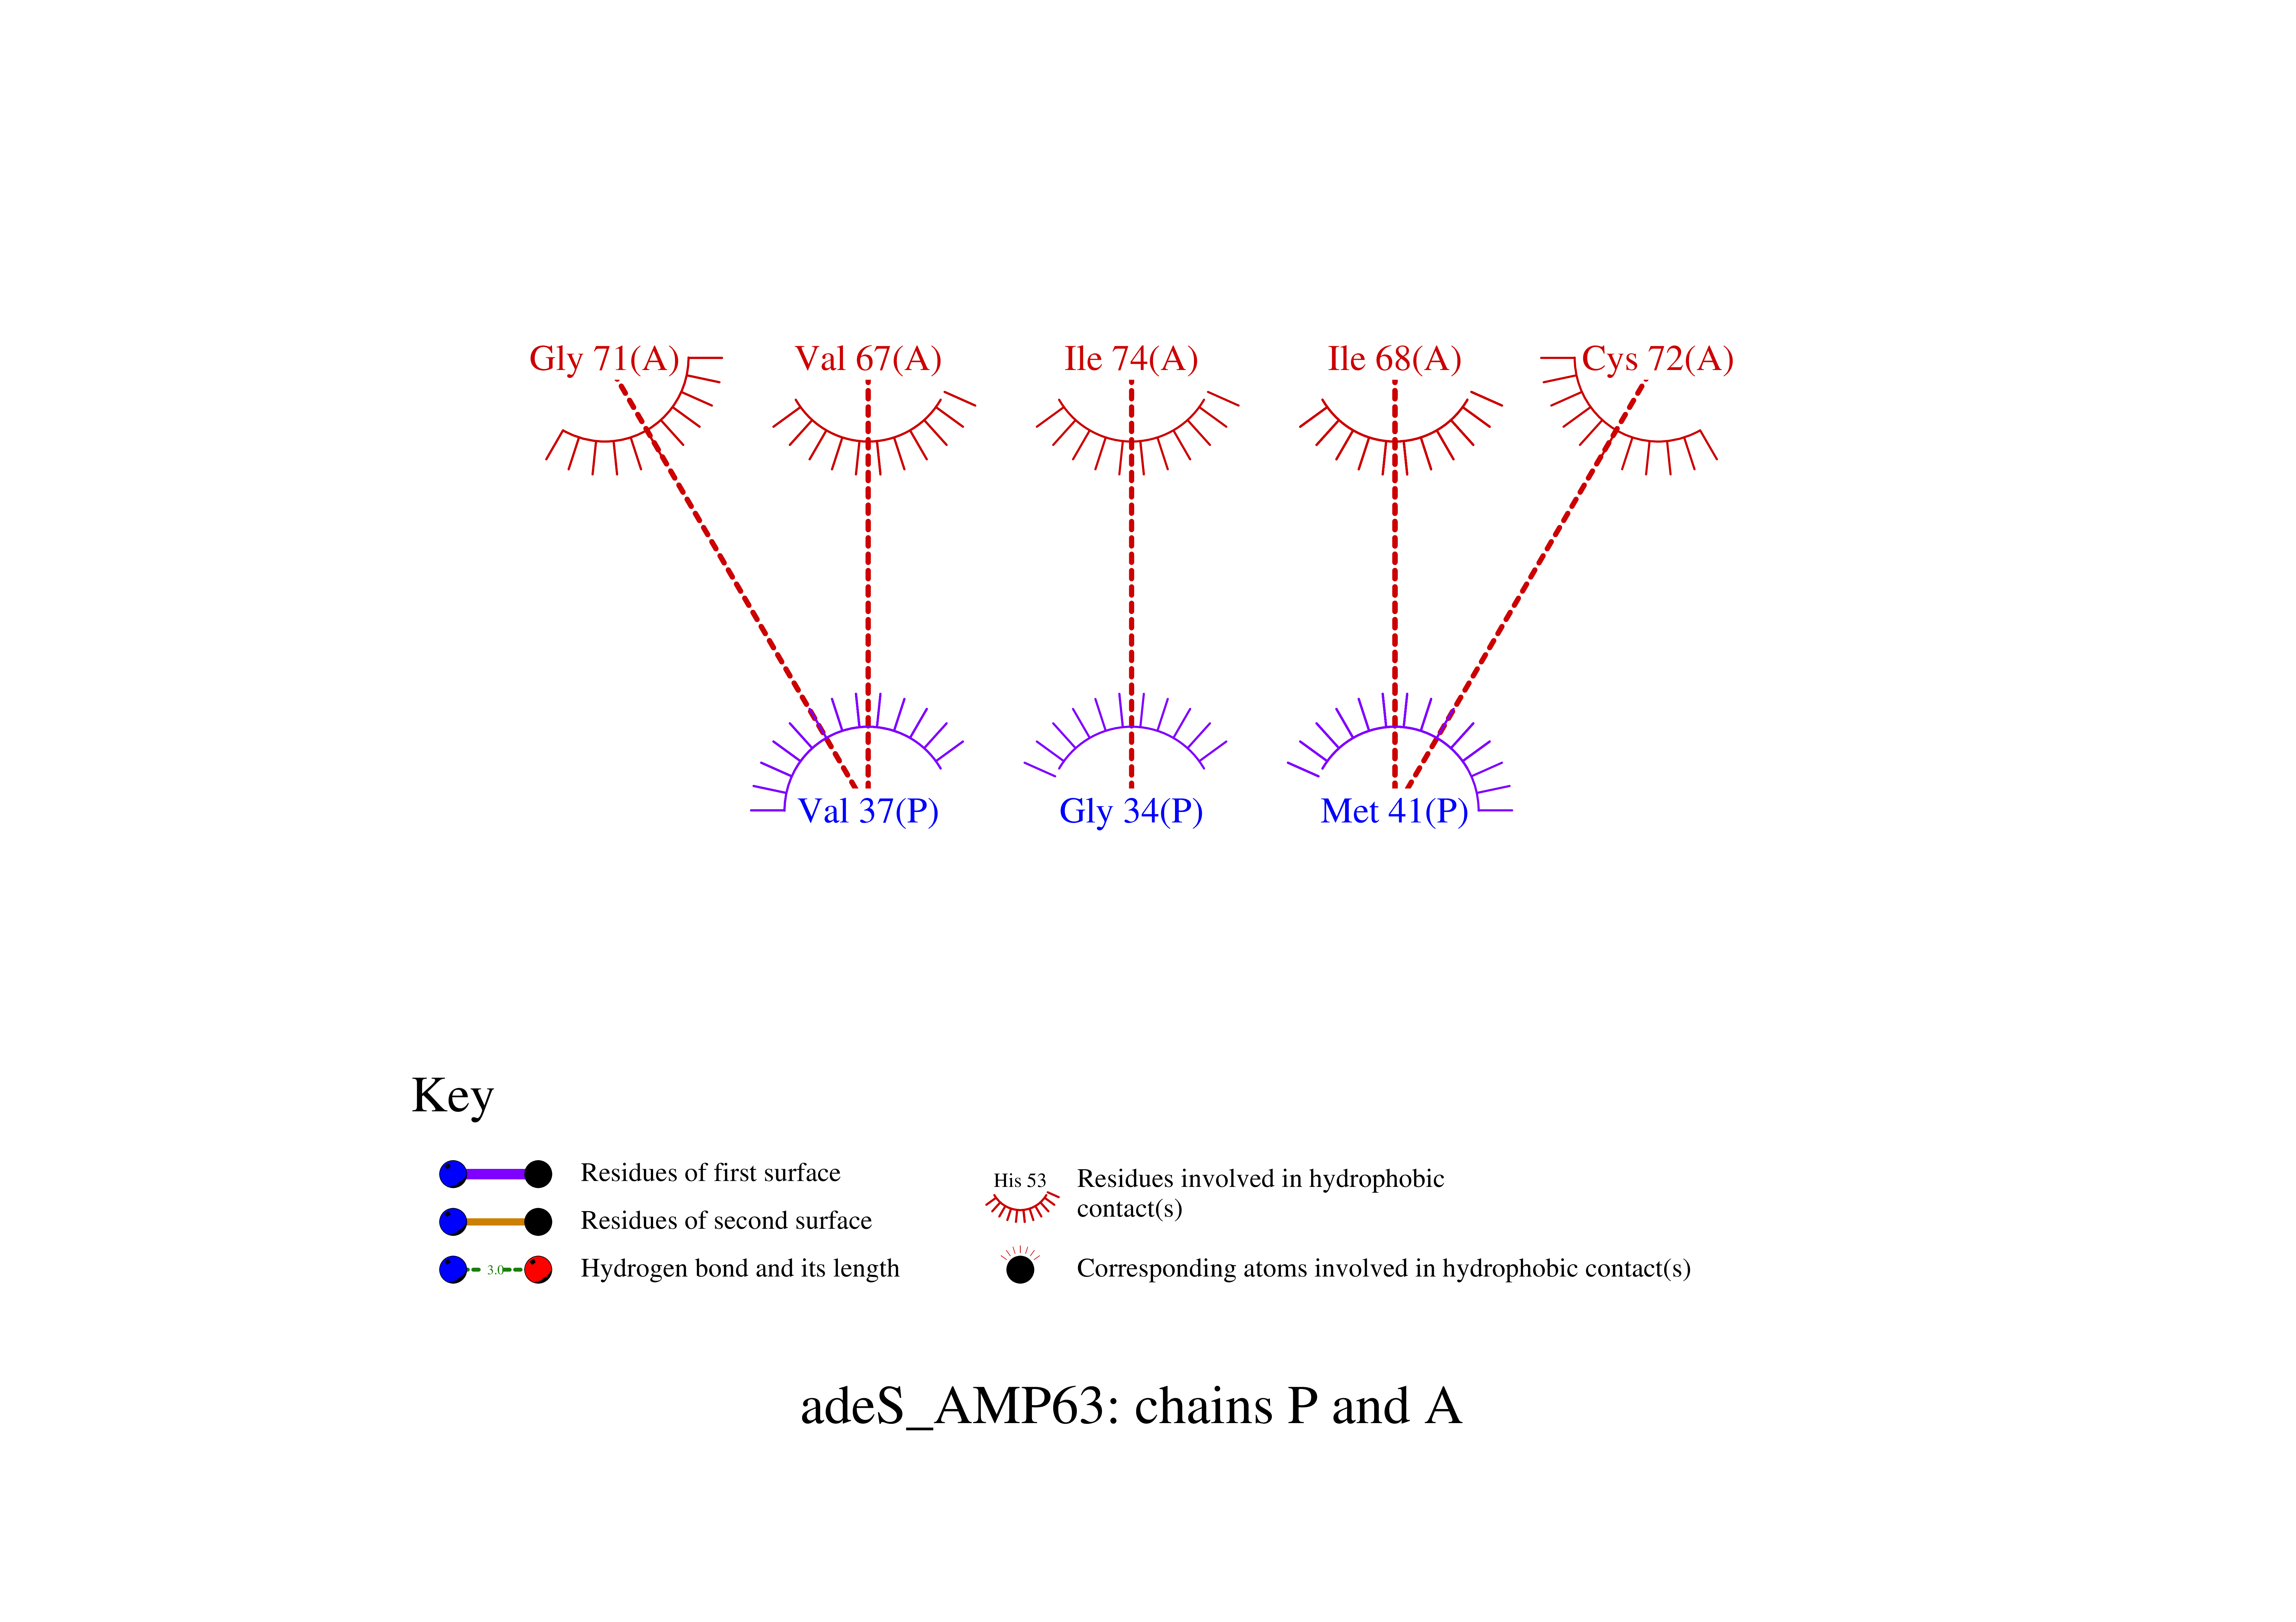 Gly 71(A) Val 67(A) Ile 74(A) Ile 68(A) Cys 72(A)
Val 37(P) Gly 34(P) Met 41(P)
Key
Residues of first surface
Residues of second surface
3.0 Hydrogen bond and its length
His 53 Residues involved in hydrophobic
contact(s)
Corresponding atoms involved in hydrophobic contact(s)
adeS_AMP63: chains P and A